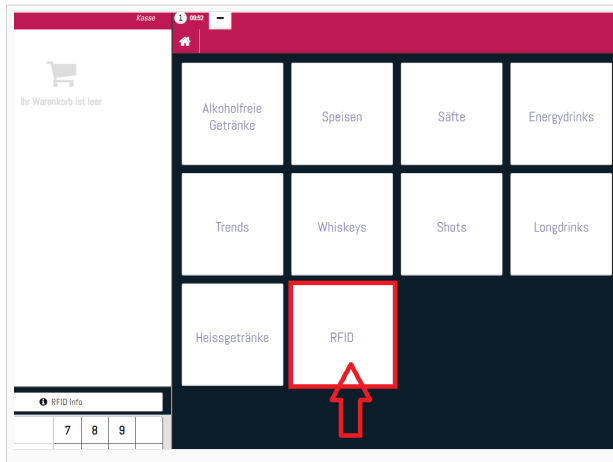 Kasse
1 09:52
Ihr Warenkorb ist leer
Alkoholfreie
Getränke
Speisen
Säfte
Energydrinks
Trends
Whiskeys
Shots
Longdrinks
Heissgetränke
RFID
RFID Info
7 8 9